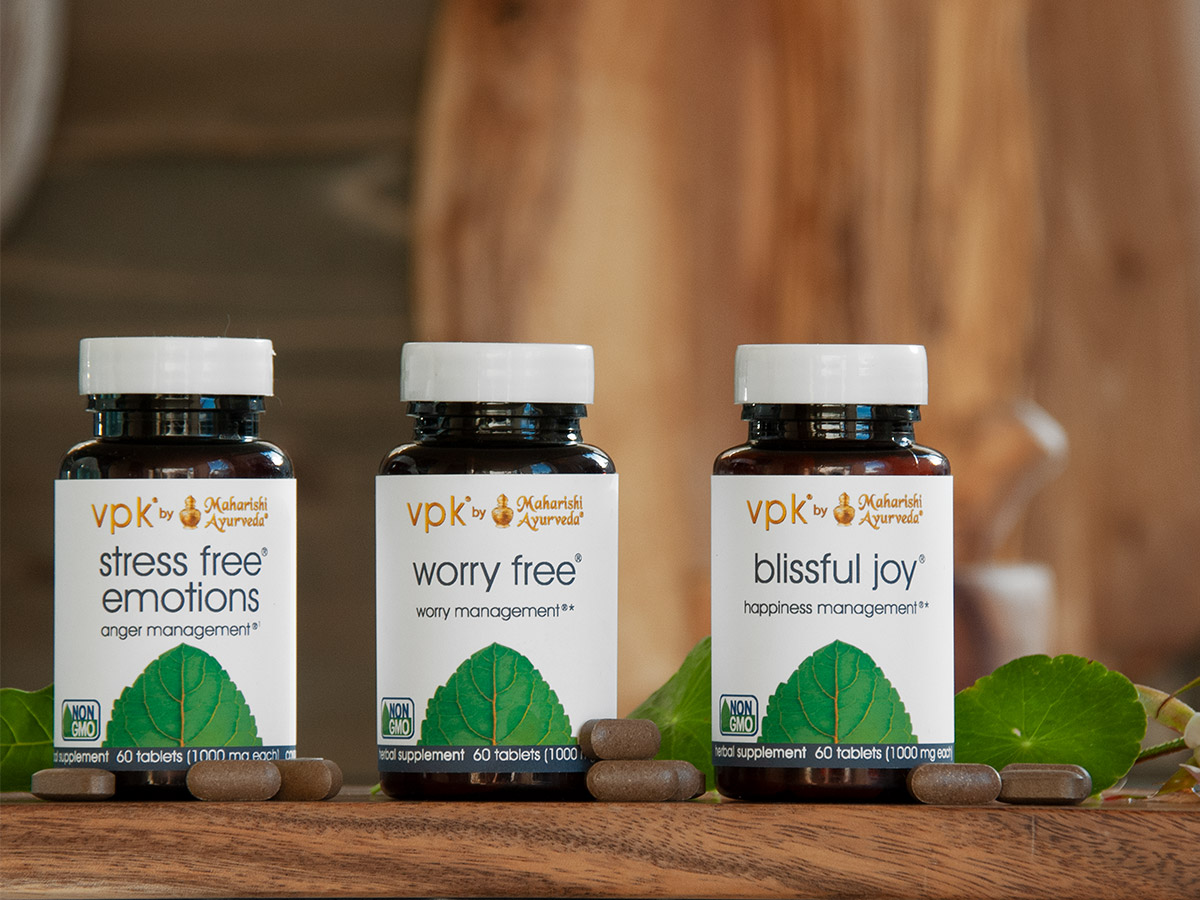 vpk® by Maharishi Ayurveda®
stress free®
emotions
anger management®
NON GMO
60 tablets (1000 mg each)
vpk® by Maharishi Ayurveda®
worry free®
worry management®*
NON GMO
supplement 60 tablets (1000
vpk® by Maharishi Ayurveda®
blissful joy®
happiness management®*
NON GMO
herbal supplement 60 tablets (1000 mg each)